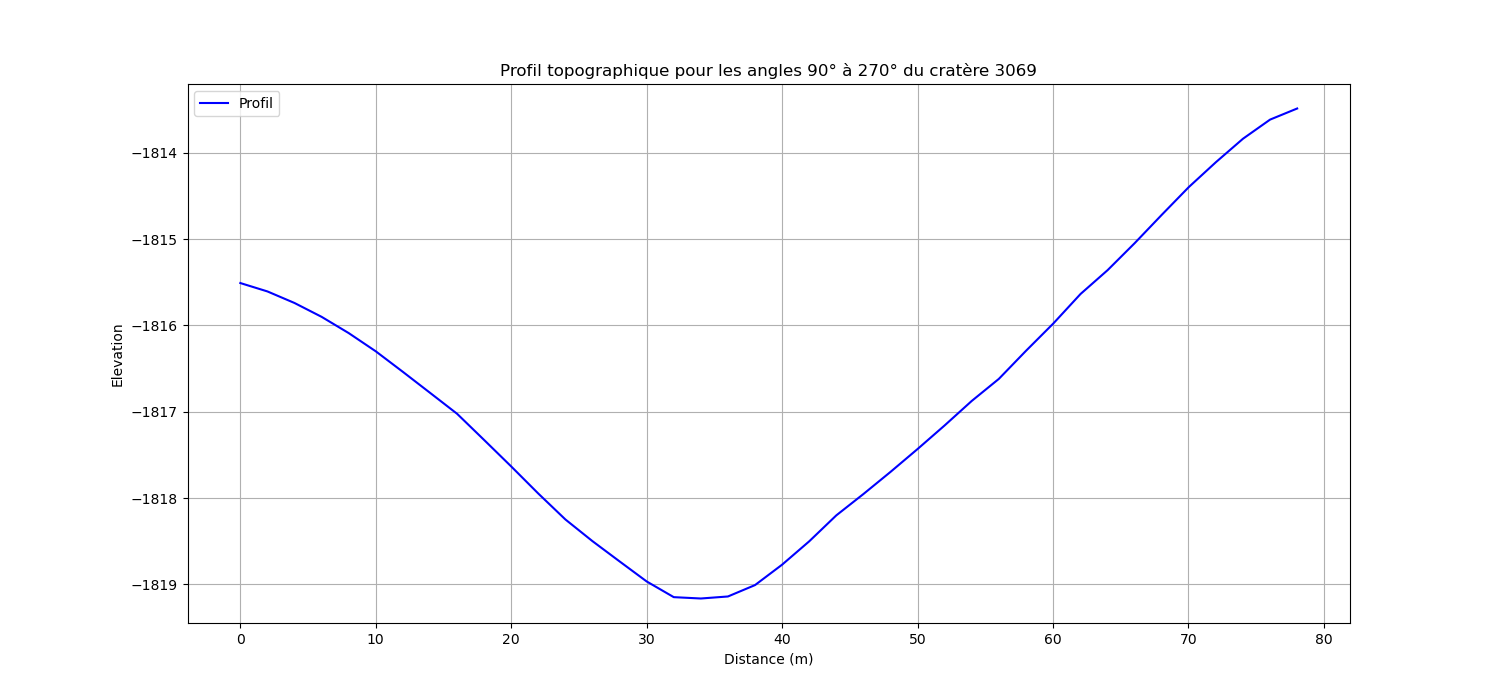 Profil topographique pour les angles 90° à 270° du cratère 3069
Profil
−1814
−1815
−1816
−1817
−1818
−1819
Elevation
0 10 20 30 40 50 60 70 80
Distance (m)